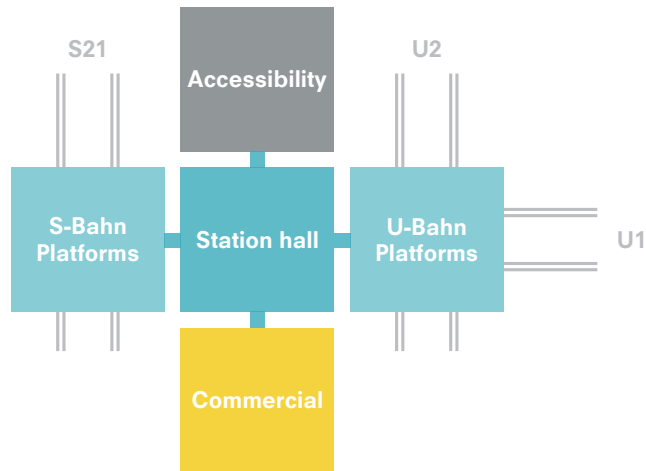 S21
U2
Accessibility
S-Bahn
Platforms
Station hall
U-Bahn
Platforms
U1
Commercial